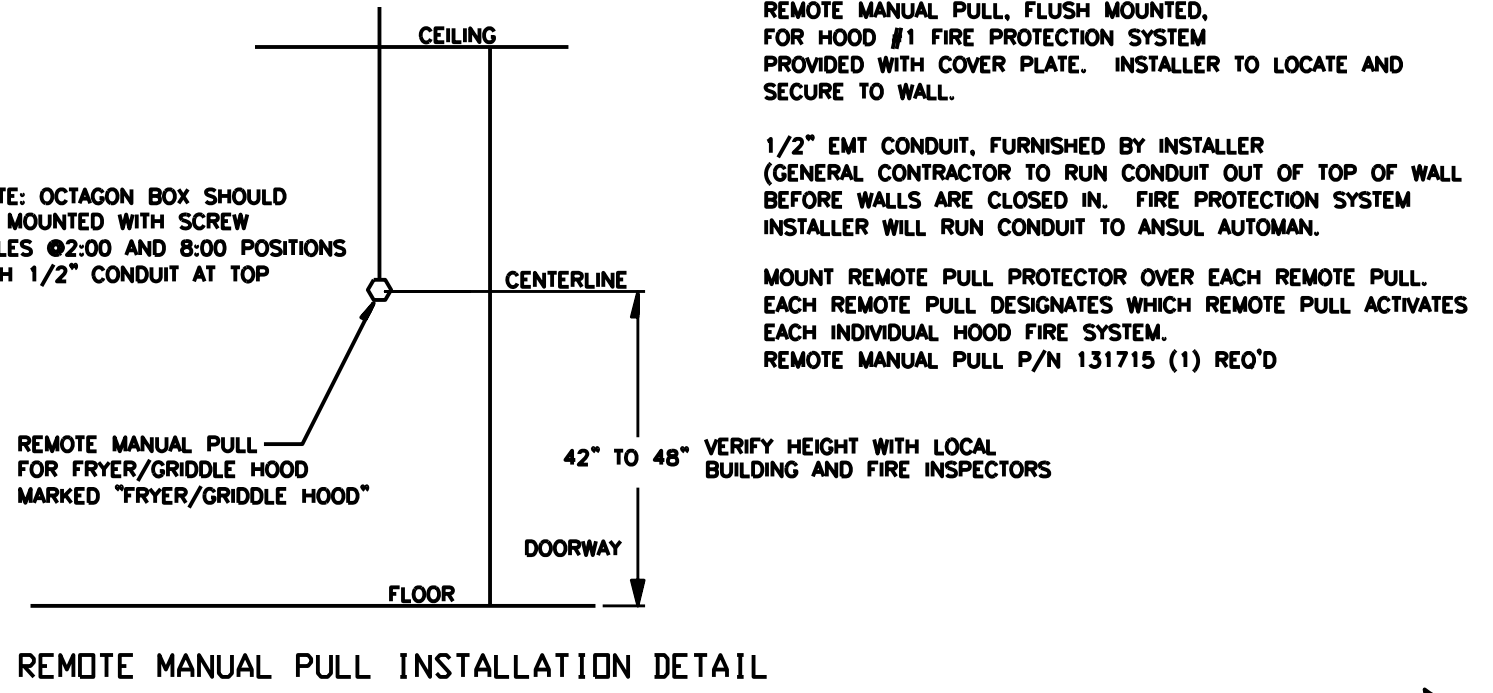 CEILING
REMOTE MANUAL PULL, FLUSH MOUNTED,
FOR HOOD #1 FIRE PROTECTION SYSTEM
PROVIDED WITH COVER PLATE. INSTALLER TO LOCATE AND
SECURE TO WALL.
1/2" EMT CONDUIT, FURNISHED BY INSTALLER
(GENERAL CONTRACTOR TO RUN CONDUIT OUT OF TOP OF WALL
BEFORE WALLS ARE CLOSED IN. FIRE PROTECTION SYSTEM
INSTALLER WILL RUN CONDUIT TO ANSUL AUTOMAN.
MOUNT REMOTE PULL PROTECTOR OVER EACH REMOTE PULL.
EACH REMOTE PULL DESIGNATES WHICH REMOTE PULL ACTIVATES
EACH INDIVIDUAL HOOD FIRE SYSTEM.
REMOTE MANUAL PULL P/N 131715 (1) REQ'D
TE: OCTAGON BOX SHOULD
MOUNTED WITH SCREW
LES @2:00 AND 8:00 POSITIONS
H 1/2" CONDUIT AT TOP
CENTERLINE
REMOTE MANUAL PULL
FOR FRYER/GRIDDLE HOOD
MARKED "FRYER/GRIDDLE HOOD"
42" TO 48" VERIFY HEIGHT WITH LOCAL
BUILDING AND FIRE INSPECTORS
DOORWAY
FLOOR
REMOTE MANUAL PULL INSTALLATION DETAIL